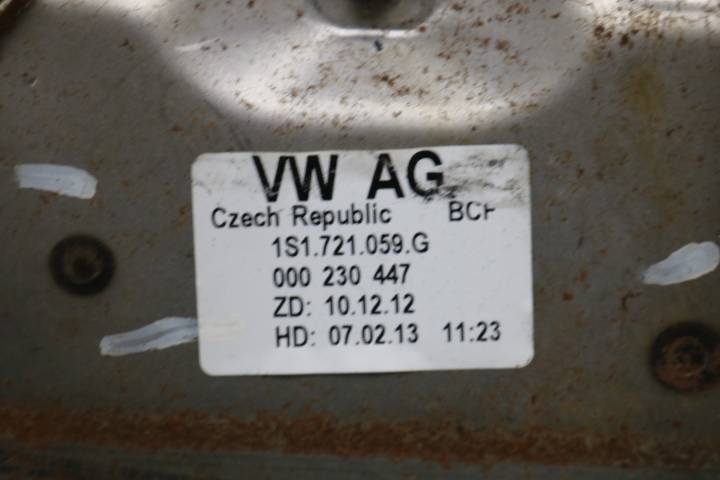 VW AG
Czech Republic
1S1.721.059.G
000 230 447
ZD: 10.12.12
HD: 07.02.13 11:23